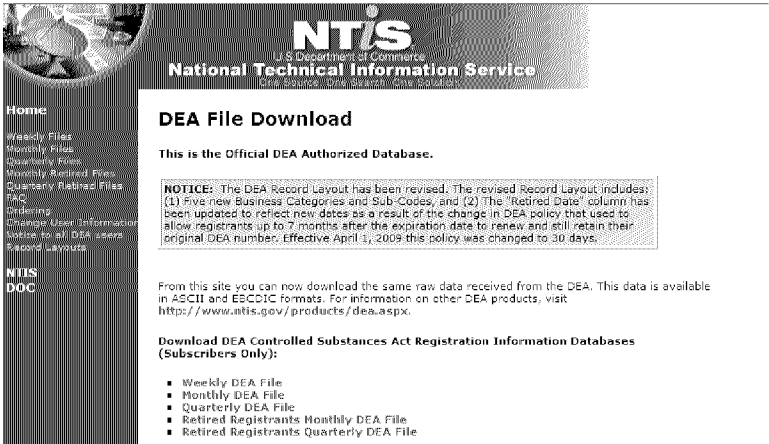 NTIS
U.S. Department of Commerce
National Technical Information Service
One Source. One Search. One Solution.
Home
Weekly Files
Monthly Files
Quarterly Files
Monthly Retired Files
Quarterly Retired Files
FAQ
Ordering
Change User Information
Notice to all DEA users
Record Layouts
NTIS
DOC
DEA File Download
This is the Official DEA Authorized Database.
NOTICE: The DEA Record Layout has been revised. The revised Record Layout includes:
(1) Five new Business Categories and Sub-Codes, and (2) The "Retired Date" column has
been updated to reflect new dates as a result of the change in DEA policy that used to
allow registrants up to 7 months after the expiration date to renew and still retain their
original DEA number. Effective April 1, 2009 this policy was changed to 30 days.
From this site you can now download the same raw data received from the DEA. This data is available
in ASCII and EBCDIC formats. For information on other DEA products, visit
http://www.ntis.gov/products/dea.aspx.
Download DEA Controlled Substances Act Registration Information Databases
(Subscribers Only):
Weekly DEA File
Monthly DEA File
Quarterly DEA File
Retired Registrants Monthly DEA File
Retired Registrants Quarterly DEA File